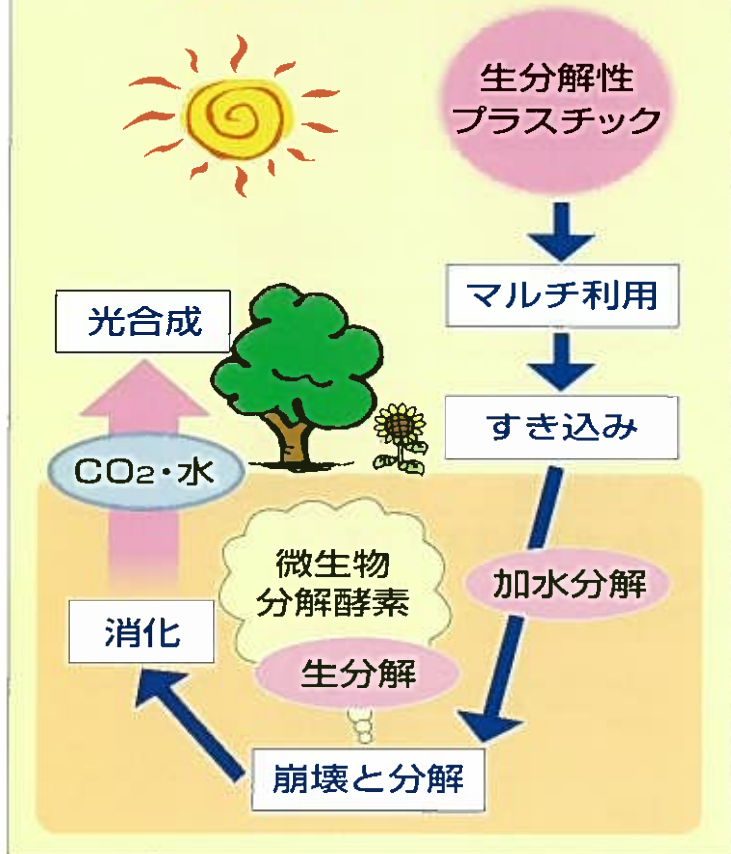 生分解性
プラスチック
マルチ利用
すき込み
加水分解
崩壊と分解
微生物
分解酵素
生分解
消化
CO₂・水
光合成